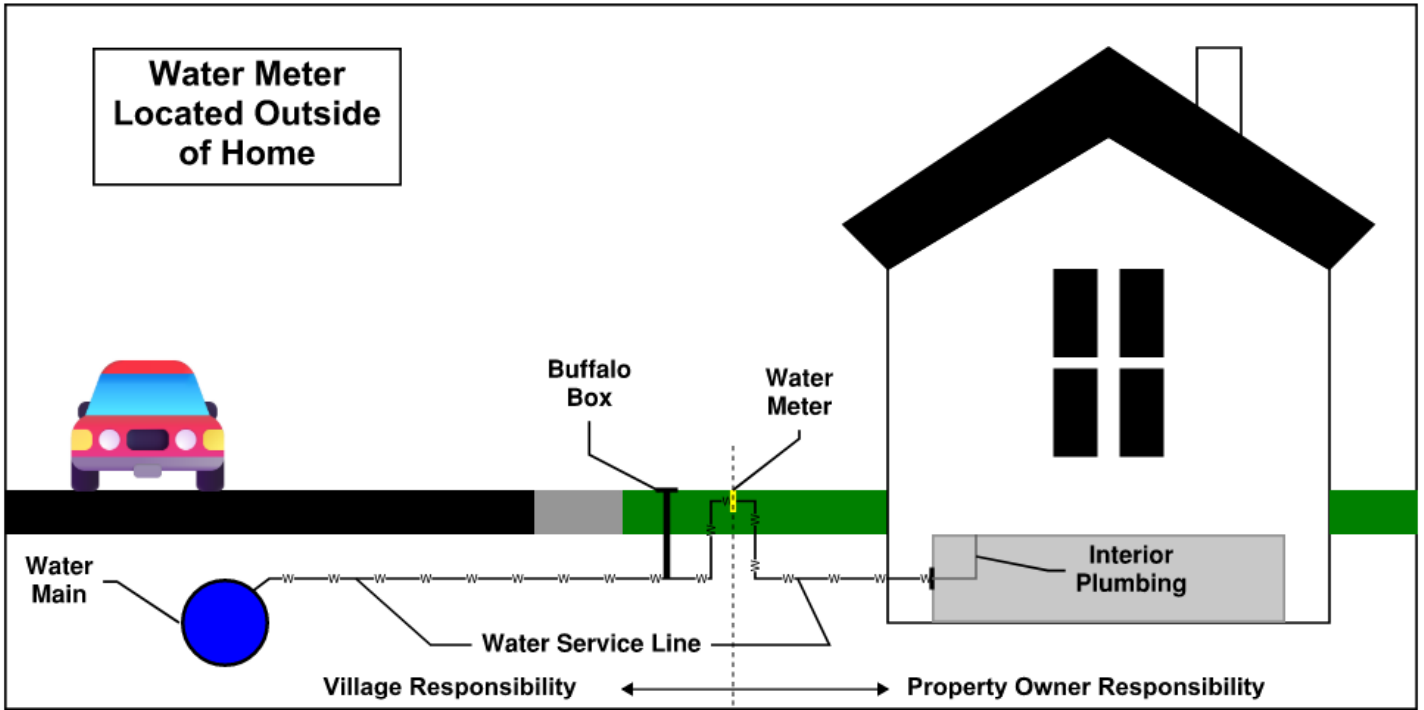 Water Meter
Located Outside
of Home
Buffalo
Box
Water
Meter
Water
Main
Interior
Plumbing
W W W W W W W W W W W W W W W W W W W
Water Service Line
Village Responsibility
Property Owner Responsibility